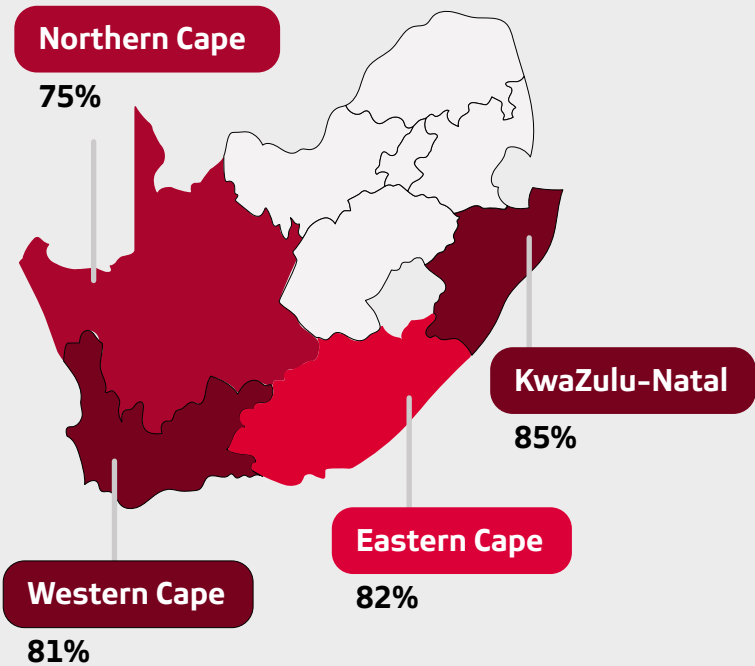 Northern Cape
75%
KwaZulu-Natal
85%
Eastern Cape
82%
Western Cape
81%